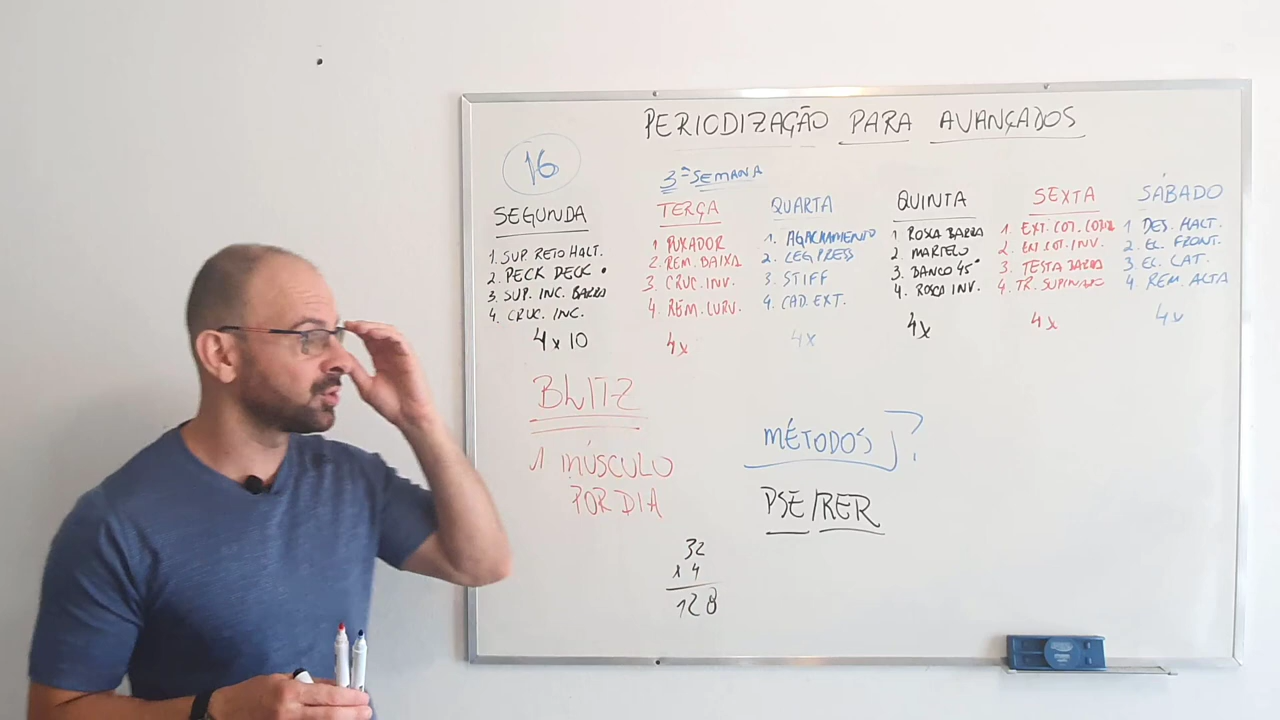 PERIODIZAÇÃO PARA AVANÇADOS
16
3ª SEMANA
SEGUNDA
1. SUP. RETO HALT.
2. PECK DECK
3. SUP. INC. BARRA
4. CRUC. INC.
4 x 10
TERÇA
1 PUXADOR
2. REM. BAIXA
3. CRUC. INV.
4. REM. CURV.
4x
QUARTA
1. AGACHAMENTO
2. LEG PRESS
3. STIFF
4. CAD. EXT.
4x
QUINTA
1 ROSCA BARRA
2. MARTELO
3. BANCO 45°
4. ROSCA INV.
4x
SEXTA
1. EXT. COT. CORDA
2. EXT. COT. INV.
3. TESTA BARRA
4. TR. SUPINADO
4x
SÁBADO
1 DES. HALT.
2. EL. FRONT.
3. EL. LAT.
4. REM. ALTA
4x
BLITZ
1 MÚSCULO
POR DIA
MÉTODOS?
PSE/RER
32
x 4
128